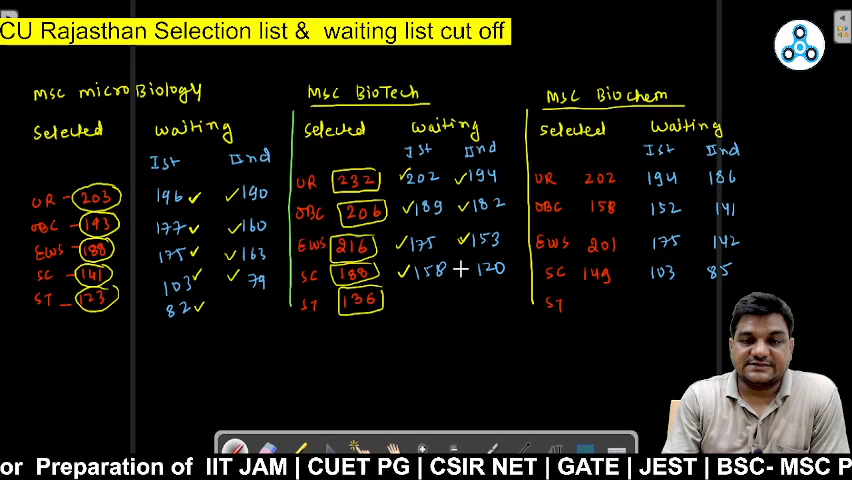 CU Rajasthan Selection list & waiting list cut off
MSC microBiology
Selected Waiting
Ist IInd
UR - 203 196 190
OBC - 193 177 160
EWS - 188 175 163
SC - 141 103 79
ST - 123 82
MSC BioTech
Selected Waiting
Ist IInd
UR 232 202 194
OBC 206 189 182
EWS 216 175 153
SC 188 158 120
ST 136
MSC Biochem
Selected Waiting
Ist IInd
UR 202 194 186
OBC 158 152 141
EWS 201 175 142
SC 149 103 85
ST
or Preparation of IIT JAM | CUET PG | CSIR NET | GATE | JEST | BSC- MSC P